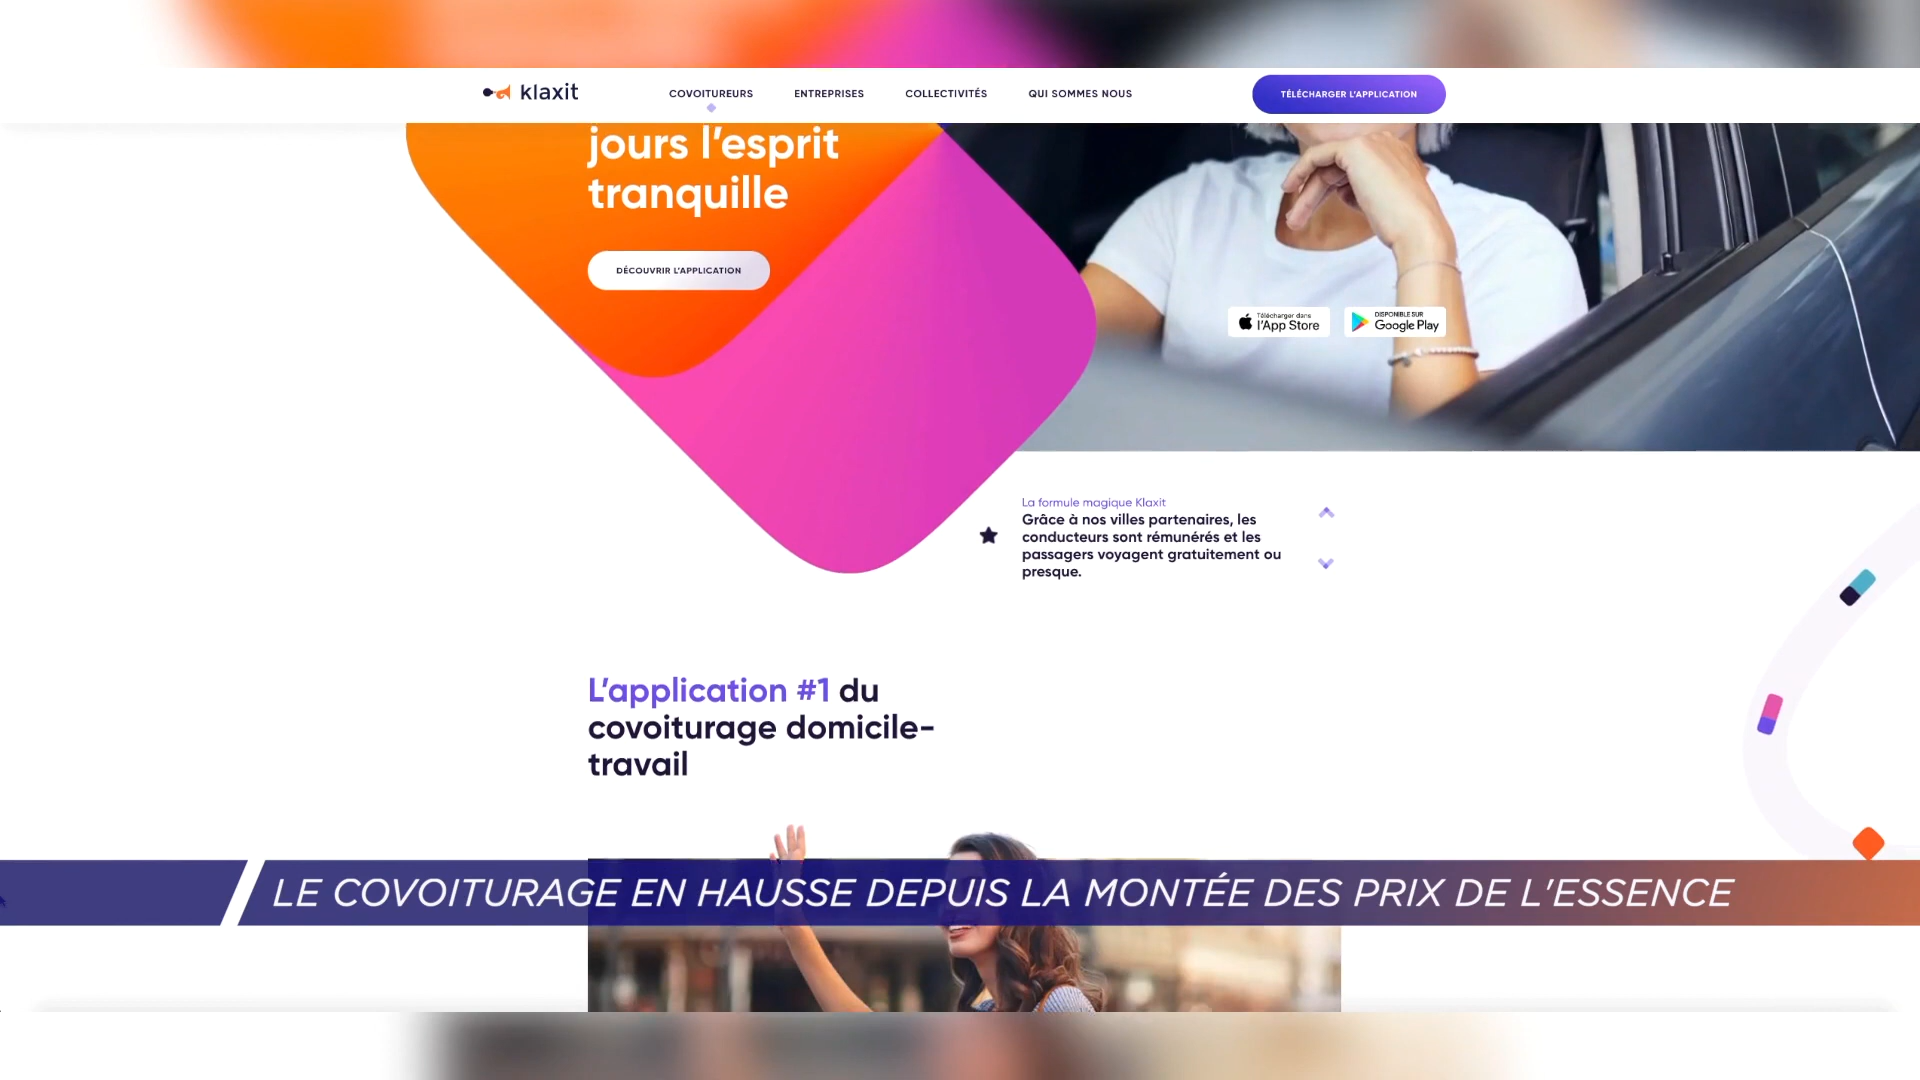 klaxit
COVOITUREURS
ENTREPRISES
COLLECTIVITÉS
QUI SOMMES NOUS
TÉLÉCHARGER L'APPLICATION
jours l'esprit
tranquille
DÉCOUVRIR L'APPLICATION
Télécharger dans
l'App Store
DISPONIBLE SUR
Google Play
La formule magique Klaxit
Grâce à nos villes partenaires, les
conducteurs sont rémunérés et les
passagers voyagent gratuitement ou
presque.
L'application #1 du
covoiturage domicile-
travail
LE COVOITURAGE EN HAUSSE DEPUIS LA MONTÉE DES PRIX DE L'ESSENCE